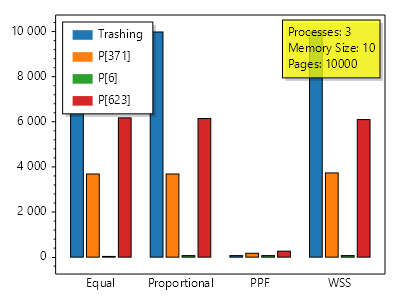 10 000
8 000
6 000
4 000
2 000
0
Trashing
P[371]
P[6]
P[623]
Processes: 3
Memory Size: 10
Pages: 10000
Equal Proportional PPF WSS